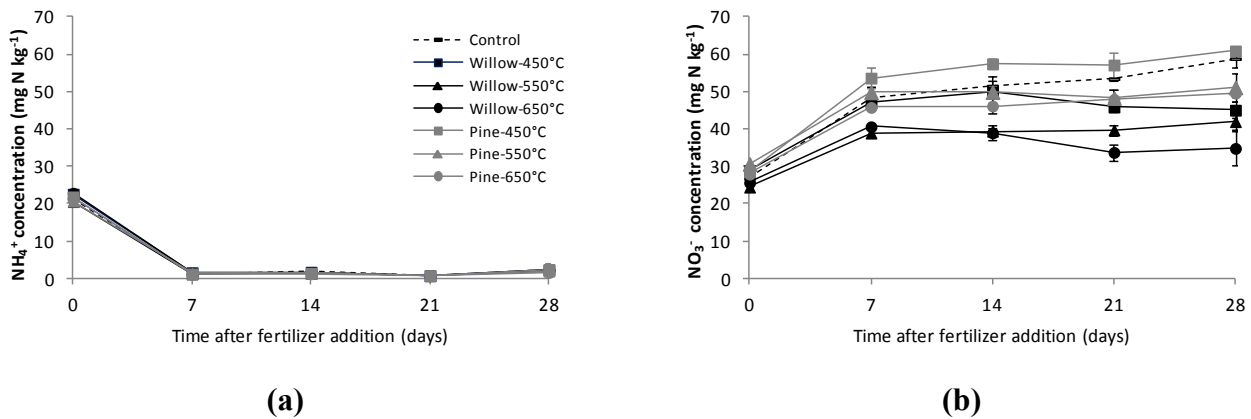 NH₄⁺ concentration (mg N kg⁻¹)
70
60
50
40
30
20
10
0
0 7 14 21 28
Time after fertilizer addition (days)
Control
Willow-450°C
Willow-550°C
Willow-650°C
Pine-450°C
Pine-550°C
Pine-650°C
(a)
NO₃⁻ concentration (mg N kg⁻¹)
70
60
50
40
30
20
10
0
0 7 14 21 28
Time after fertilizer addition (days)
(b)